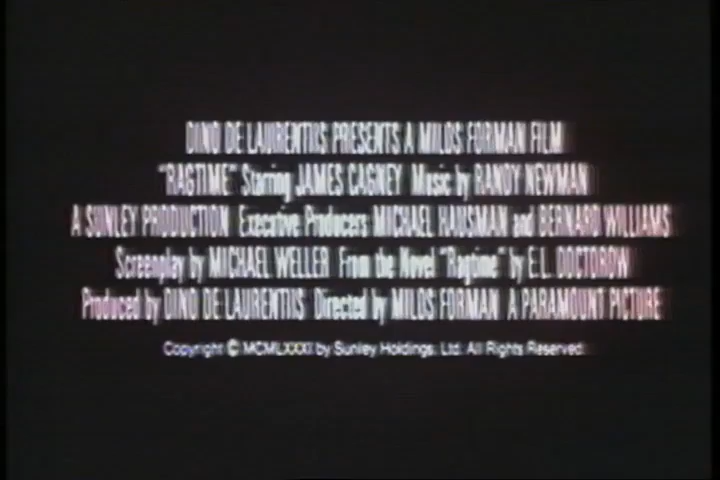 DINO DE LAURENTIIS PRESENTS A MILOS FORMAN FILM
"RAGTIME" Starring JAMES CAGNEY Music by RANDY NEWMAN
A SUNLEY PRODUCTION Executive Producers MICHAEL HAUSMAN and BERNARD WILLIAMS
Screenplay by MICHAEL WELLER From the Novel "Ragtime" by E.L. DOCTOROW
Produced by DINO DE LAURENTIIS Directed by MILOS FORMAN A PARAMOUNT PICTURE
Copyright © MCMLXXXI by Sunley Holdings, Ltd. All Rights Reserved.